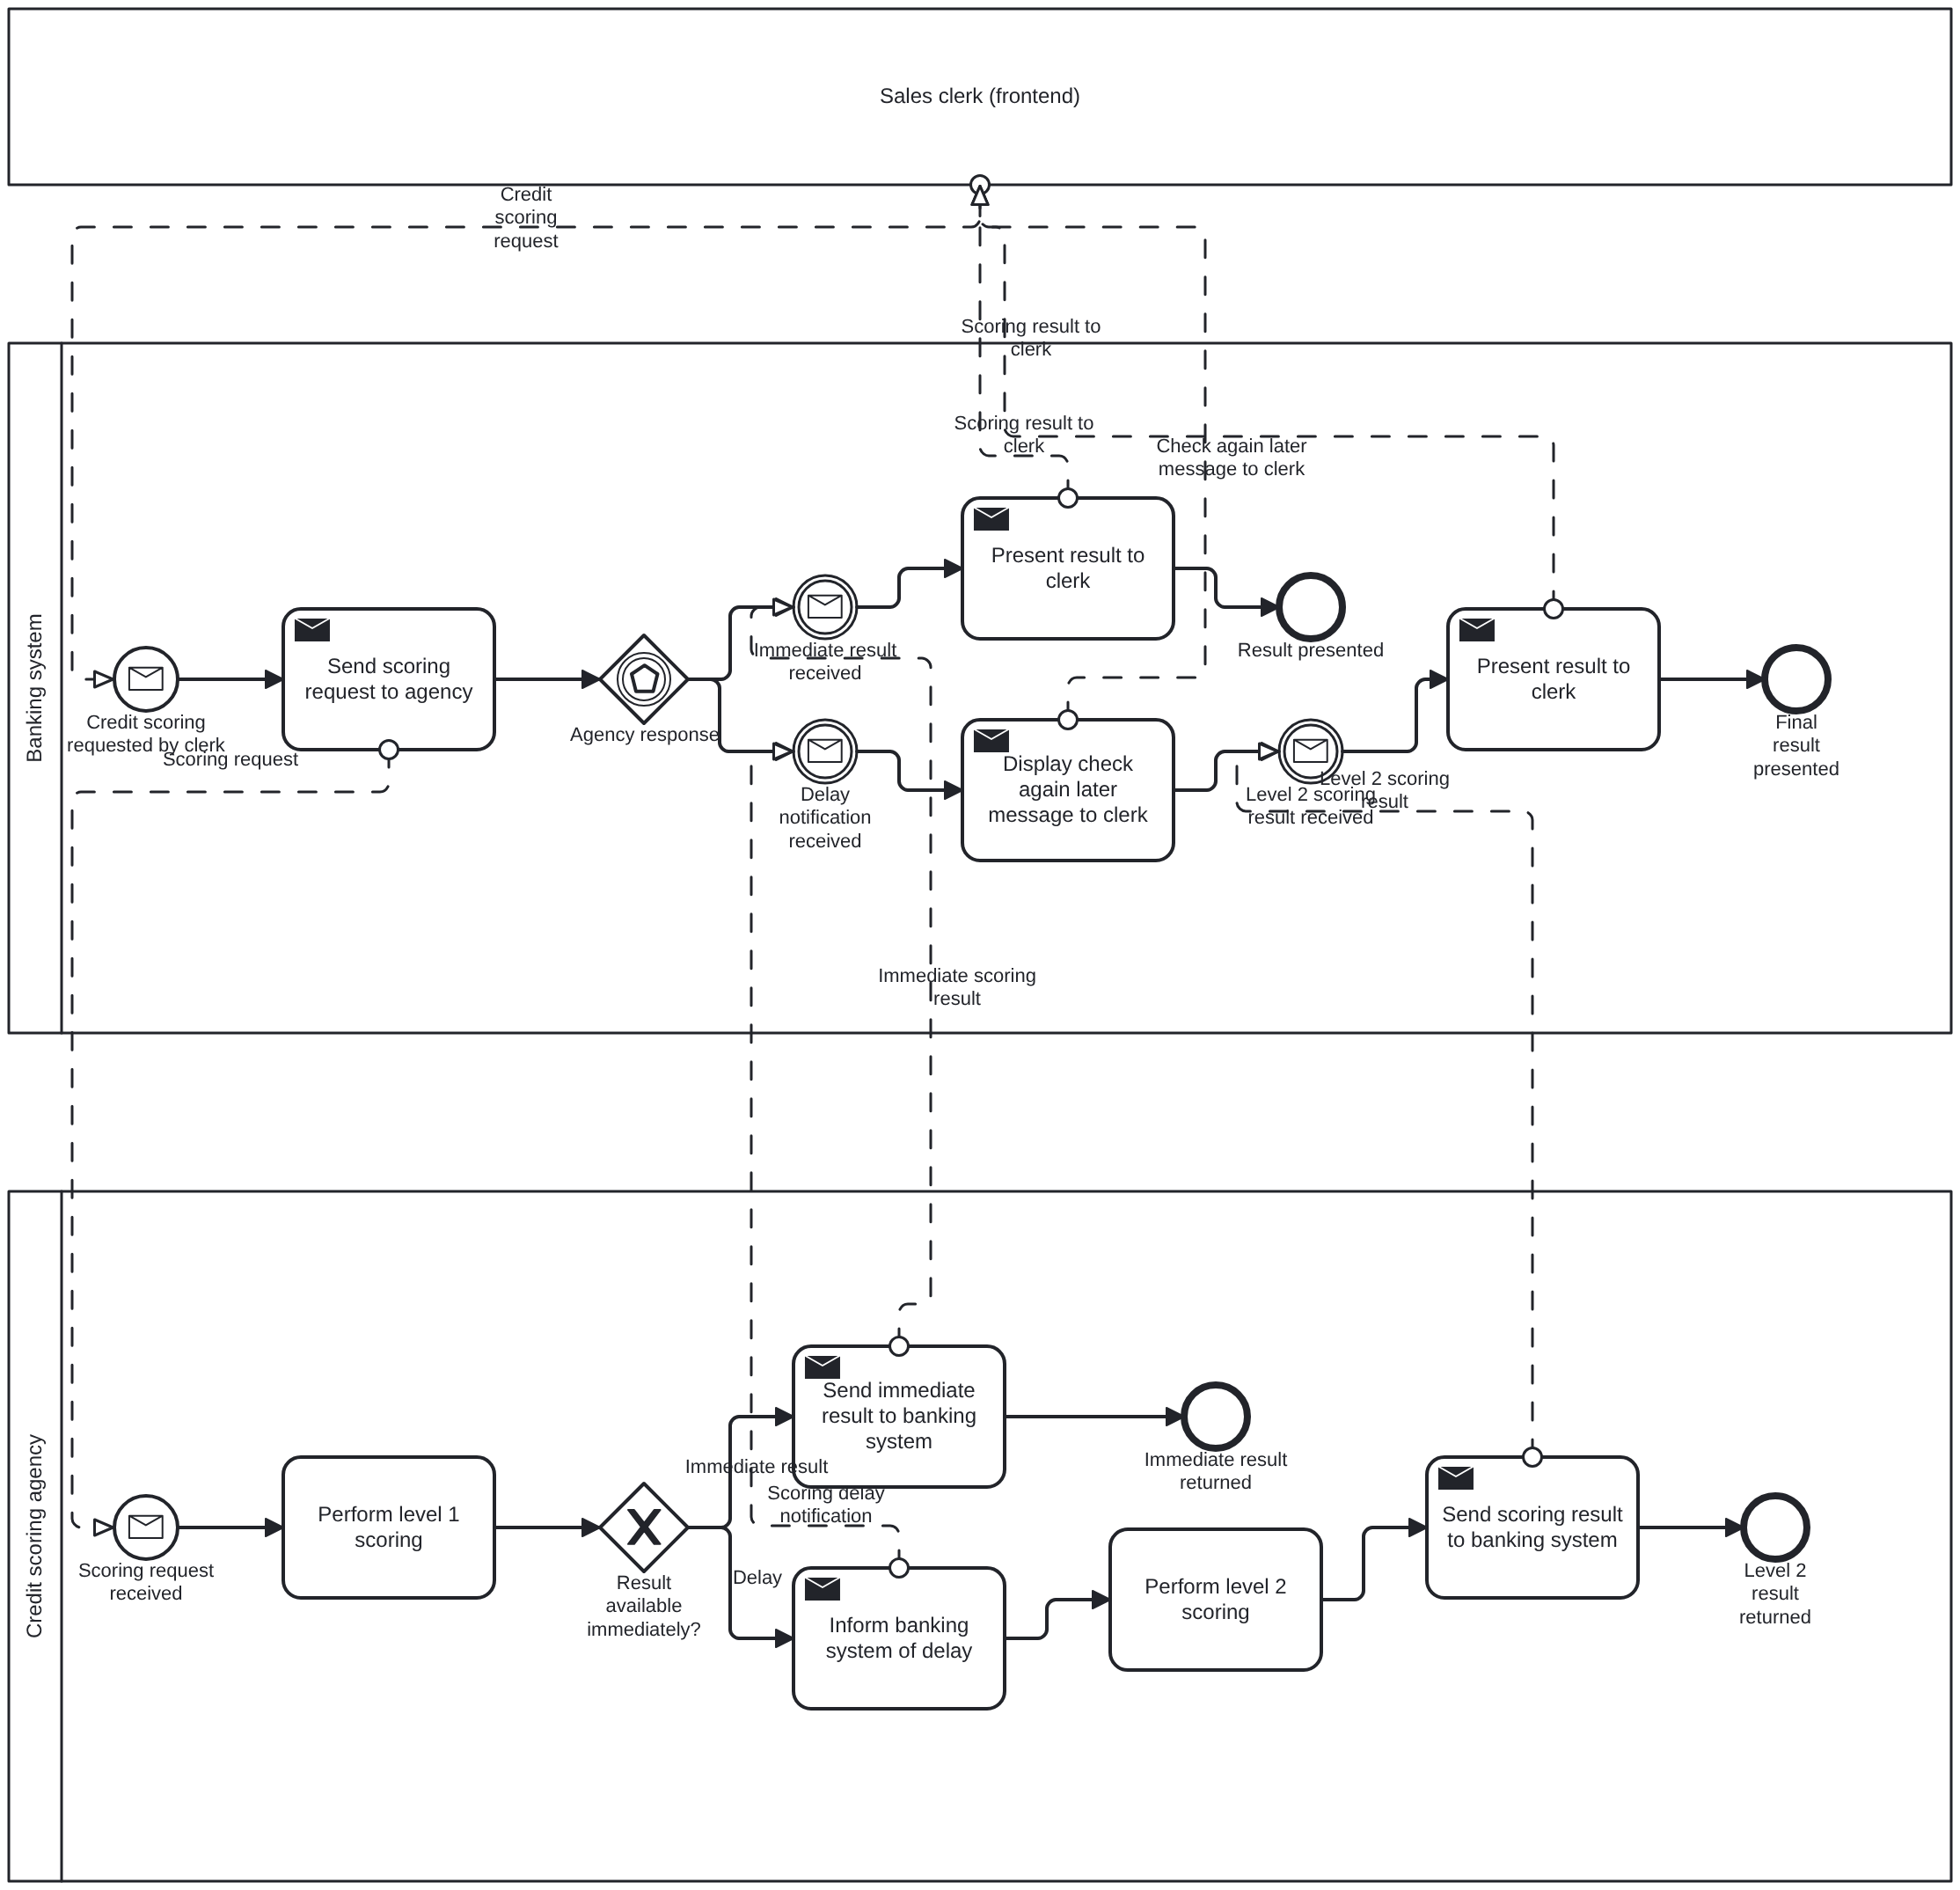 Sales clerk (frontend)
Credit
scoring
request
Scoring result to
clerk
Scoring result to
clerk
Check again later
message to clerk
Banking system
Credit scoring
requested by clerk
Scoring request
Send scoring
request to agency
Agency response
Immediate result
received
Delay
notification
received
Present result to
clerk
Display check
again later
message to clerk
Result presented
Level 2 scoring
result received
Level 2 scoring
result
Present result to
clerk
Final
result
presented
Immediate scoring
result
Credit scoring agency
Scoring request
received
Perform level 1
scoring
Result
available
immediately?
Immediate result
Delay
Scoring delay
notification
Send immediate
result to banking
system
Inform banking
system of delay
Immediate result
returned
Perform level 2
scoring
Send scoring result
to banking system
Level 2
result
returned